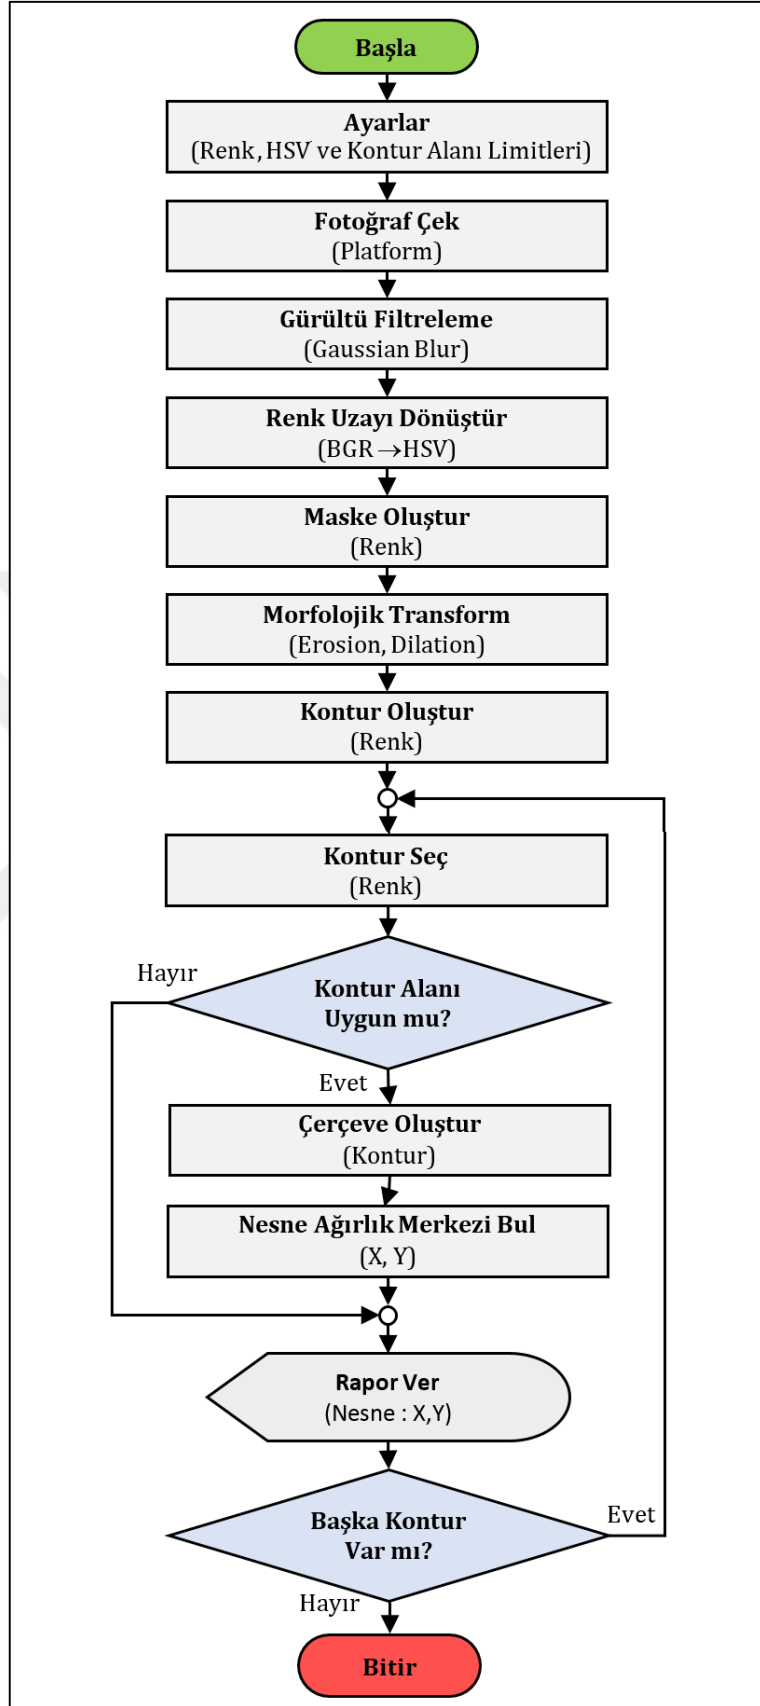 Başla
Ayarlar
(Renk, HSV ve Kontur Alanı Limitleri)
Fotoğraf Çek
(Platform)
Gürültü Filtreleme
(Gaussian Blur)
Renk Uzayı Dönüştür
(BGR →HSV)
Maske Oluştur
(Renk)
Morfolojik Transform
(Erosion, Dilation)
Kontur Oluştur
(Renk)
Kontur Seç
(Renk)
Hayır
Kontur Alanı
Uygun mu?
Evet
Çerçeve Oluştur
(Kontur)
Nesne Ağırlık Merkezi Bul
(X, Y)
Rapor Ver
(Nesne : X,Y)
Başka Kontur
Var mı?
Evet
Hayır
Bitir